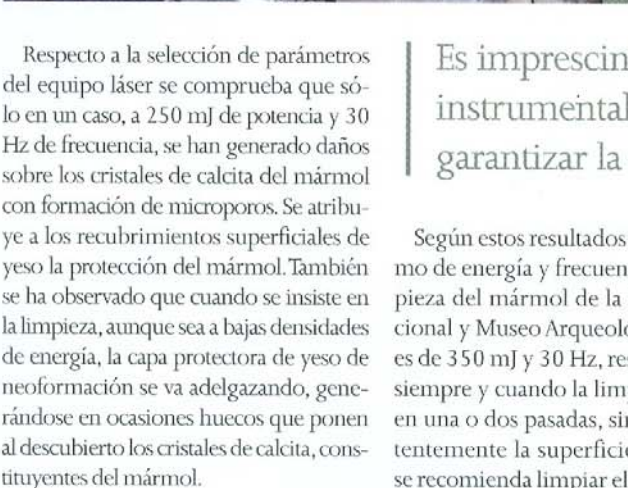 Respecto a la selección de parámetros
del equipo láser se comprueba que só-
lo en un caso, a 250 mJ de potencia y 30
Hz de frecuencia, se han generado daños
sobre los cristales de calcita del mármol
con formación de microporos. Se atribu-
ye a los recubrimientos superficiales de
yeso la protección del mármol. También
se ha observado que cuando se insiste en
la limpieza, aunque sea a bajas densidades
de energía, la capa protectora de yeso de
neoformación se va adelgazando, gene-
rándose en ocasiones huecos que ponen
al descubierto los cristales de calcita, cons-
tituyentes del mármol.
Es imprescin
instrumental
garantizar la
Según estos resultados
mo de energía y frecuen
pieza del mármol de la
cional y Museo Arqueol
es de 350 mJ y 30 Hz, re
siempre y cuando la lim
en una o dos pasadas, si
tentemente la superfici
se recomienda limpiar el